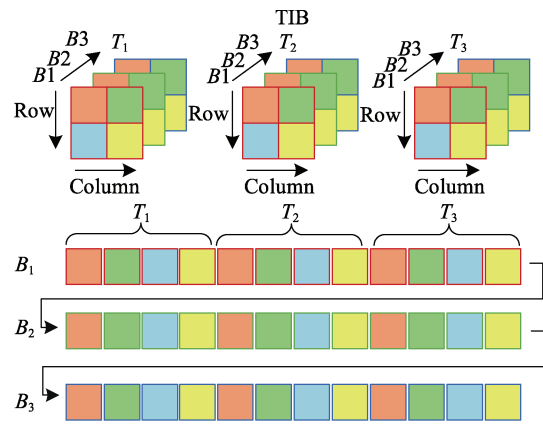 TIB
B3 T₁ B3 T₂ B3 T₃
B2 B2 B2
B1 B1 B1
Row Row Row
Column Column Column
T₁ T₂ T₃
B₁
B₂
B₃